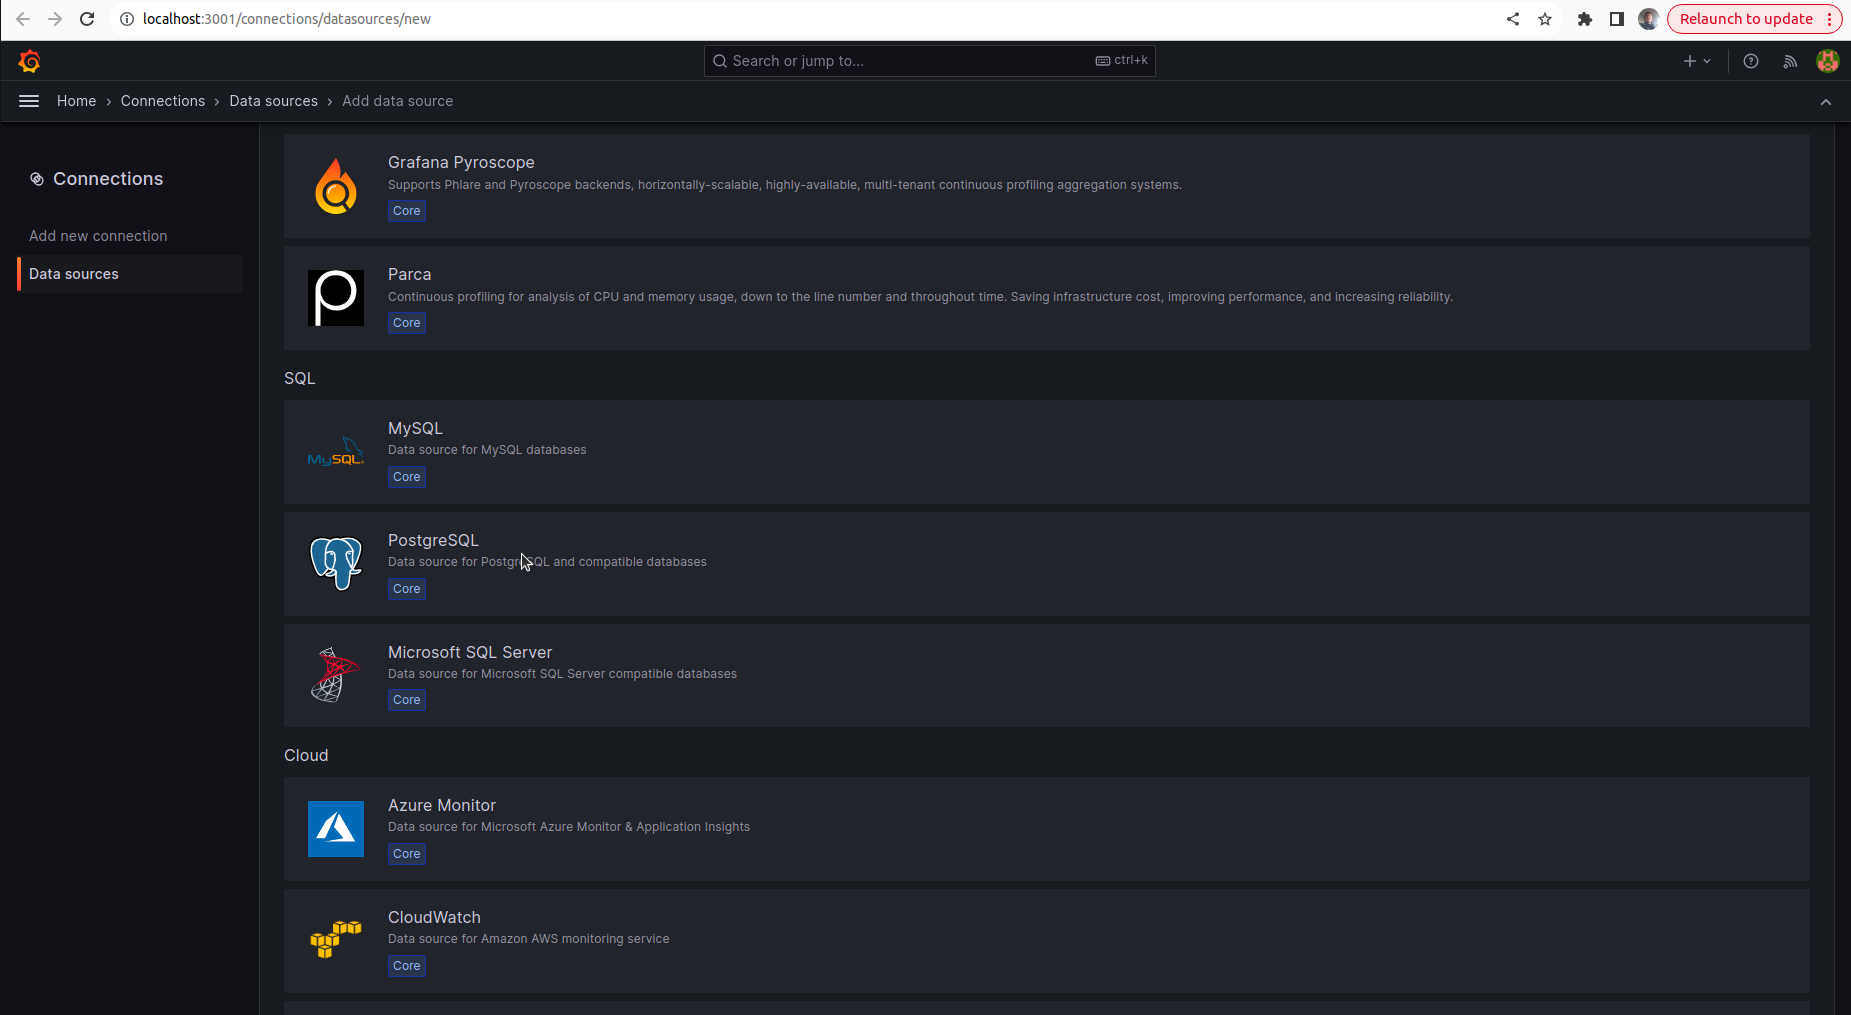 localhost:3001/connections/datasources/new
Relaunch to update
Search or jump to...
ctrl+k
Home › Connections › Data sources › Add data source
Connections
Add new connection
Data sources
Grafana Pyroscope
Supports Phlare and Pyroscope backends, horizontally-scalable, highly-available, multi-tenant continuous profiling aggregation systems.
Core
Parca
Continuous profiling for analysis of CPU and memory usage, down to the line number and throughout time. Saving infrastructure cost, improving performance, and increasing reliability.
Core
SQL
MySQL
MySQL
Data source for MySQL databases
Core
PostgreSQL
Data source for PostgreSQL and compatible databases
Core
Microsoft SQL Server
Data source for Microsoft SQL Server compatible databases
Core
Cloud
Azure Monitor
Data source for Microsoft Azure Monitor & Application Insights
Core
CloudWatch
Data source for Amazon AWS monitoring service
Core